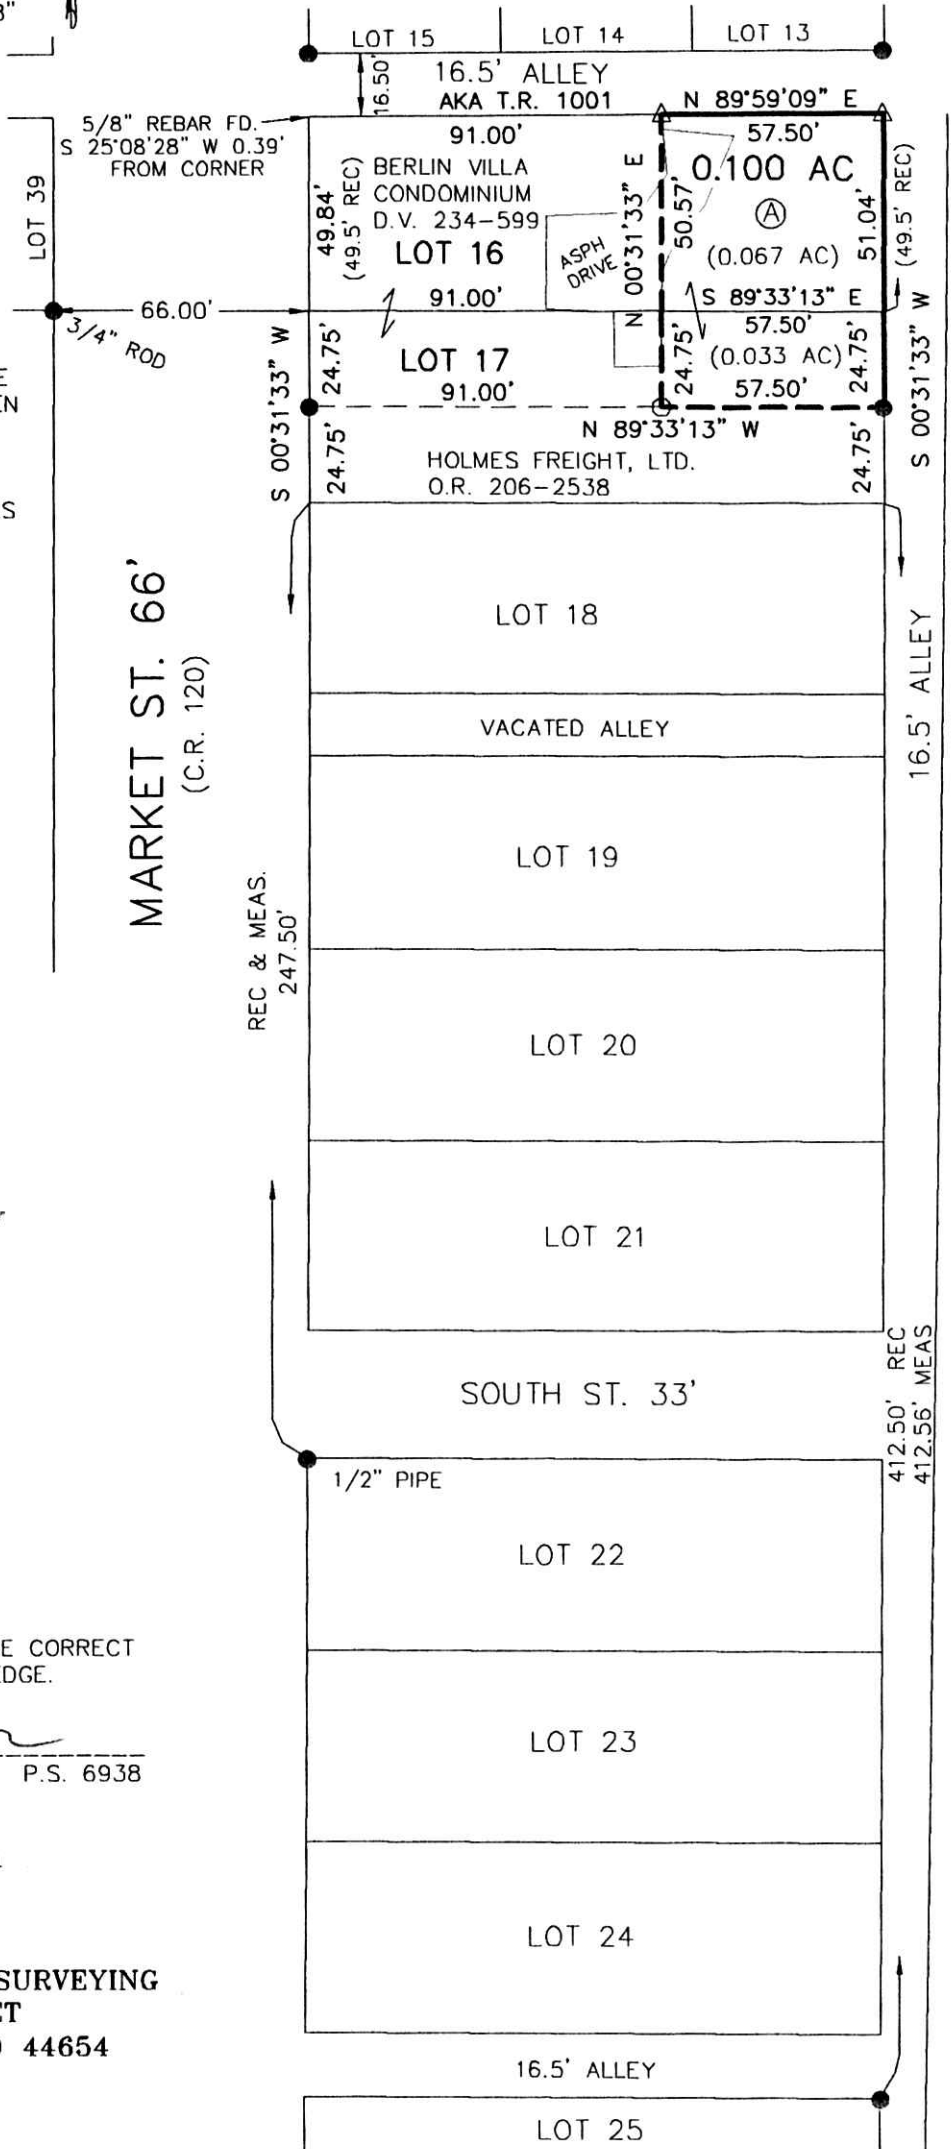 8"
LOT 15
LOT 14
LOT 13
16.50'
16.5' ALLEY
AKA T.R. 1001
N 89°59'09" E
5/8" REBAR FD.
S 25°08'28" W 0.39'
FROM CORNER
91.00'
57.50'
LOT 39
49.84'
(49.5' REC)
BERLIN VILLA
CONDOMINIUM
D.V. 234-599
LOT 16
ASPH
DRIVE
N 00°31'33" E
50.57'
0.100 AC
A
(0.067 AC)
51.04'
(49.5' REC)
91.00'
S 89°33'13" E
57.50'
66.00'
3/4" ROD
S 00°31'33" W
24.75'
LOT 17
91.00'
24.75'
(0.033 AC)
57.50'
24.75'
S 00°31'33" W
E
EN
N 89°33'13" W
24.75'
HOLMES FREIGHT, LTD.
O.R. 206-2538
24.75'
S
MARKET ST. 66'
(C.R. 120)
LOT 18
16.5' ALLEY
VACATED ALLEY
LOT 19
REC & MEAS.
247.50'
LOT 20
LOT 21
SOUTH ST. 33'
412.50' REC
412.56' MEAS
1/2" PIPE
LOT 22
E CORRECT
EDGE.
LOT 23
P.S. 6938
LOT 24
SURVEYING
ET
44654
16.5' ALLEY
LOT 25